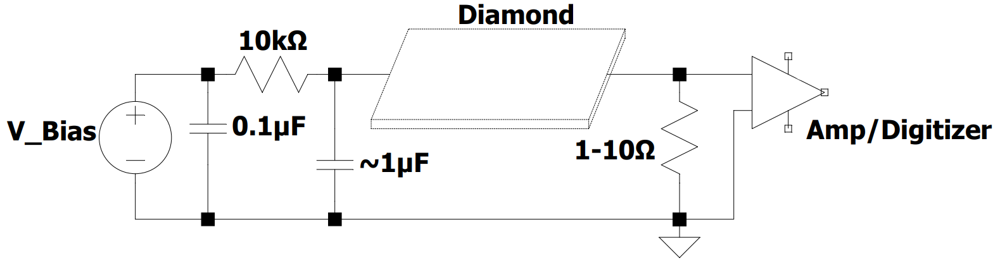 Diamond
10kΩ
V_Bias
0.1µF
~1µF
1-10Ω
Amp/Digitizer